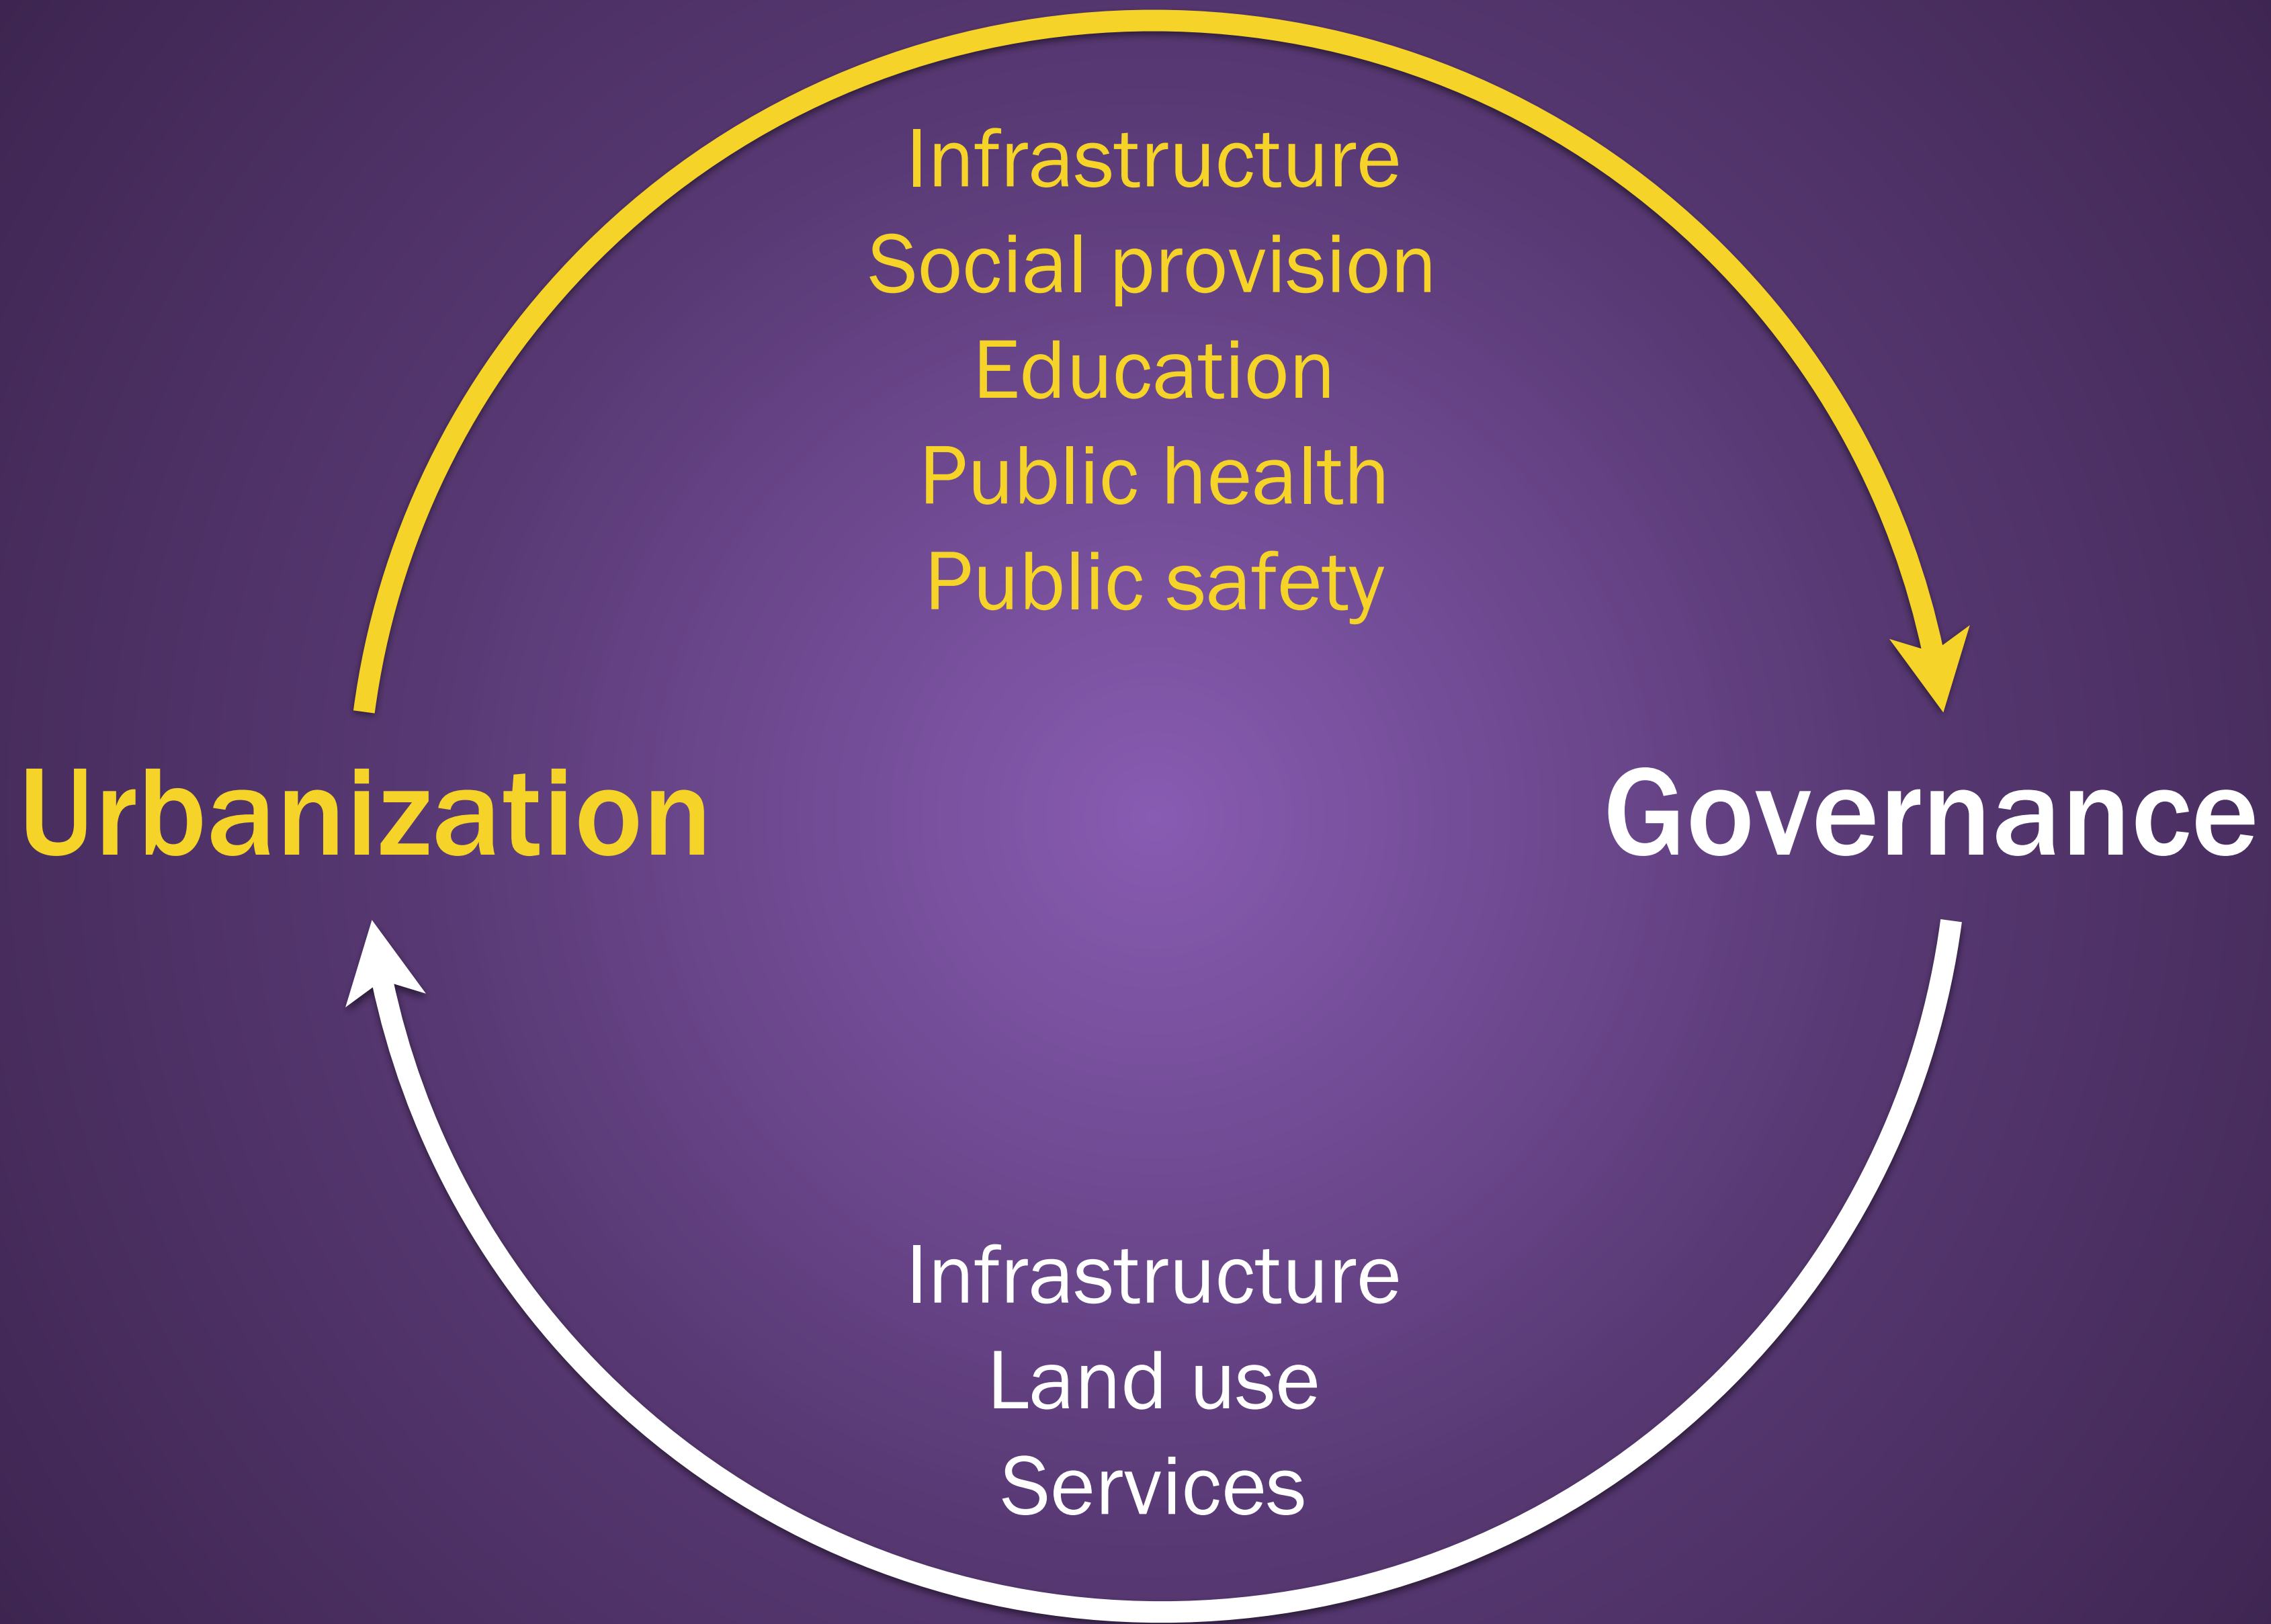 Infrastructure
Social provision
Education
Public health
Public safety
Urbanization
Governance
Infrastructure
Land use
Services